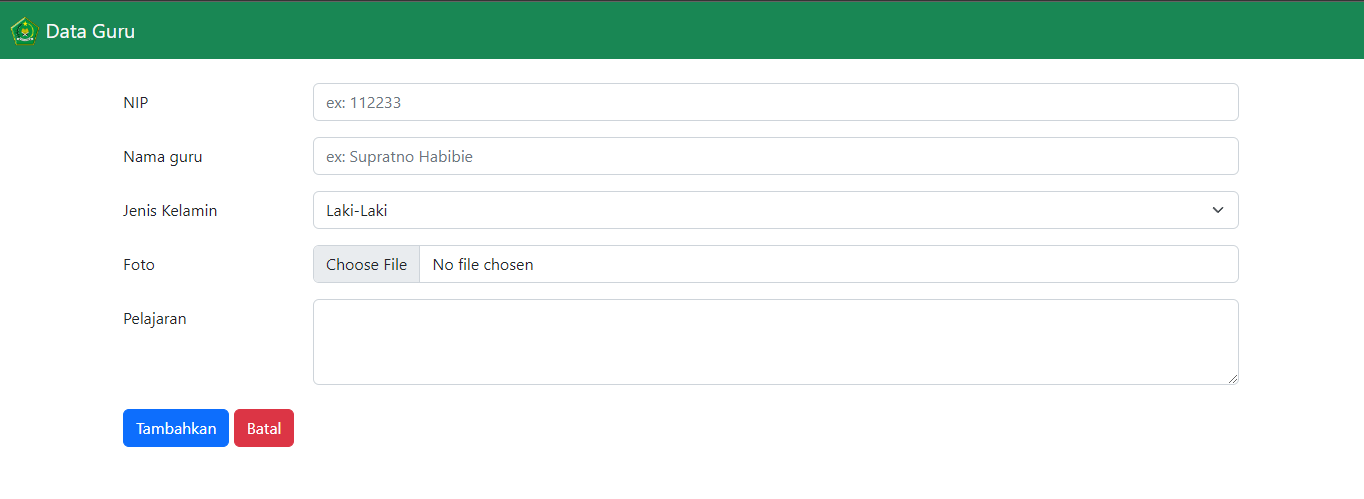 Data Guru
NIP
ex: 112233
Nama guru
ex: Supratno Habibie
Jenis Kelamin
Laki-Laki
Foto
Choose File No file chosen
Pelajaran
Tambahkan Batal